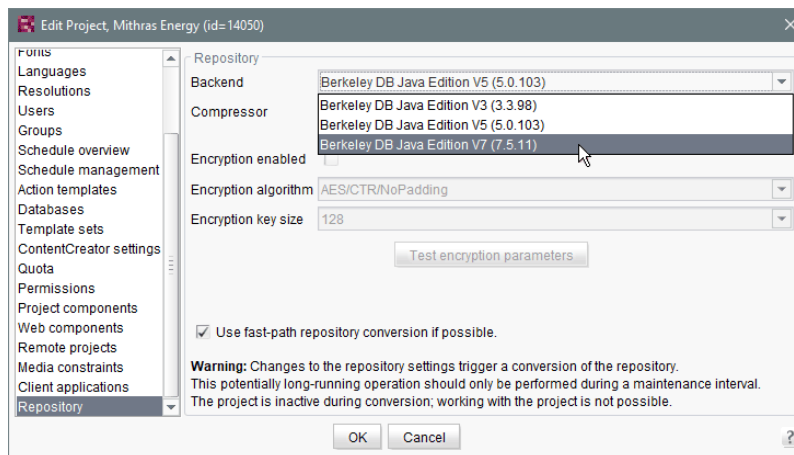 Edit Project, Mithras Energy (id=14050)
Fonts
Languages
Resolutions
Users
Groups
Schedule overview
Schedule management
Action templates
Databases
Template sets
ContentCreator settings
Quota
Permissions
Project components
Web components
Remote projects
Media constraints
Client applications
Repository
Repository
Backend
Berkeley DB Java Edition V5 (5.0.103)
Compressor
Berkeley DB Java Edition V3 (3.3.98)
Berkeley DB Java Edition V5 (5.0.103)
Berkeley DB Java Edition V7 (7.5.11)
Encryption enabled
Encryption algorithm
AES/CTR/NoPadding
Encryption key size
128
Test encryption parameters
Use fast-path repository conversion if possible.
Warning: Changes to the repository settings trigger a conversion of the repository.
This potentially long-running operation should only be performed during a maintenance interval.
The project is inactive during conversion; working with the project is not possible.
OK
Cancel
?